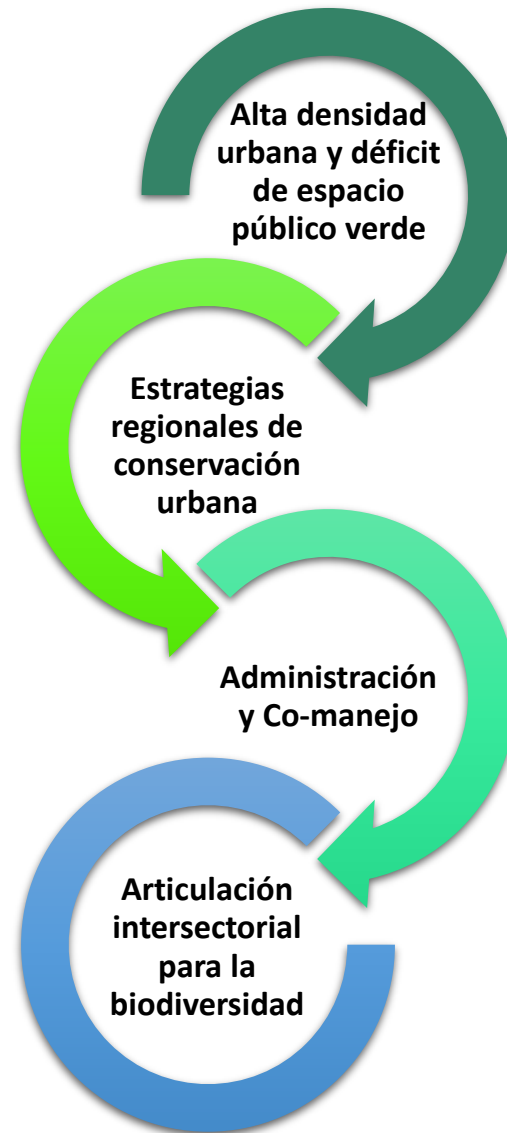 Alta densidad
urbana y déficit
de espacio
público verde
Estrategias
regionales de
conservación
urbana
Administración
y Co-manejo
Articulación
intersectorial
para la
biodiversidad